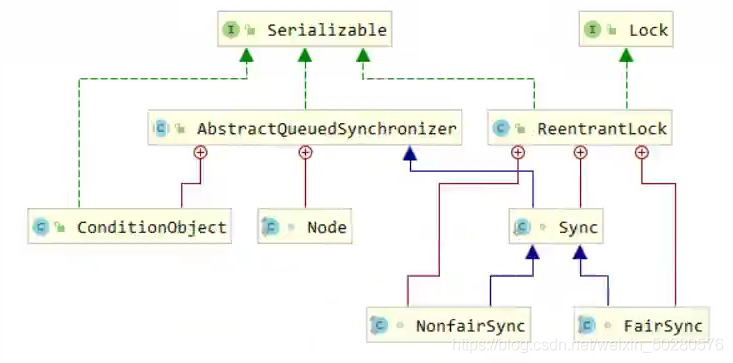 Serializable
Lock
AbstractQueuedSynchronizer
ReentrantLock
ConditionObject
Node
Sync
NonfairSync
FairSync
https://blog.csdn.net/weixin_50280576